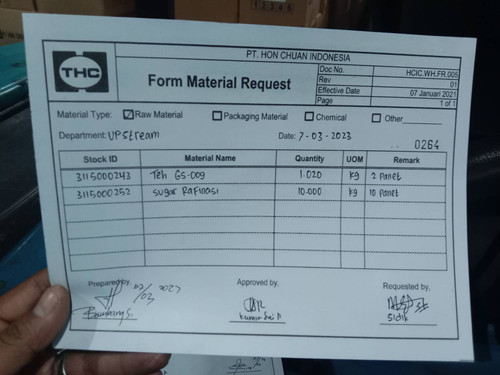 PT. HON CHUAN INDONESIA
THC
Form Material Request
Doc No. HCIC.WH.FR.005
Rev 01
Effective Date 07 Januari 2021
Page 1 of 1
Material Type: Raw Material Packaging Material Chemical Other
Department: UPStream Date: 7-03-2023
0264
Stock ID Material Name Quantity UOM Remark
3115000243 Teh GS-009 1.020 kg 2 Palet
3115000252 Sugar Rafinasi 10.000 kg 10 Palet
Prepared by, Approved by, Requested by,
Sidik